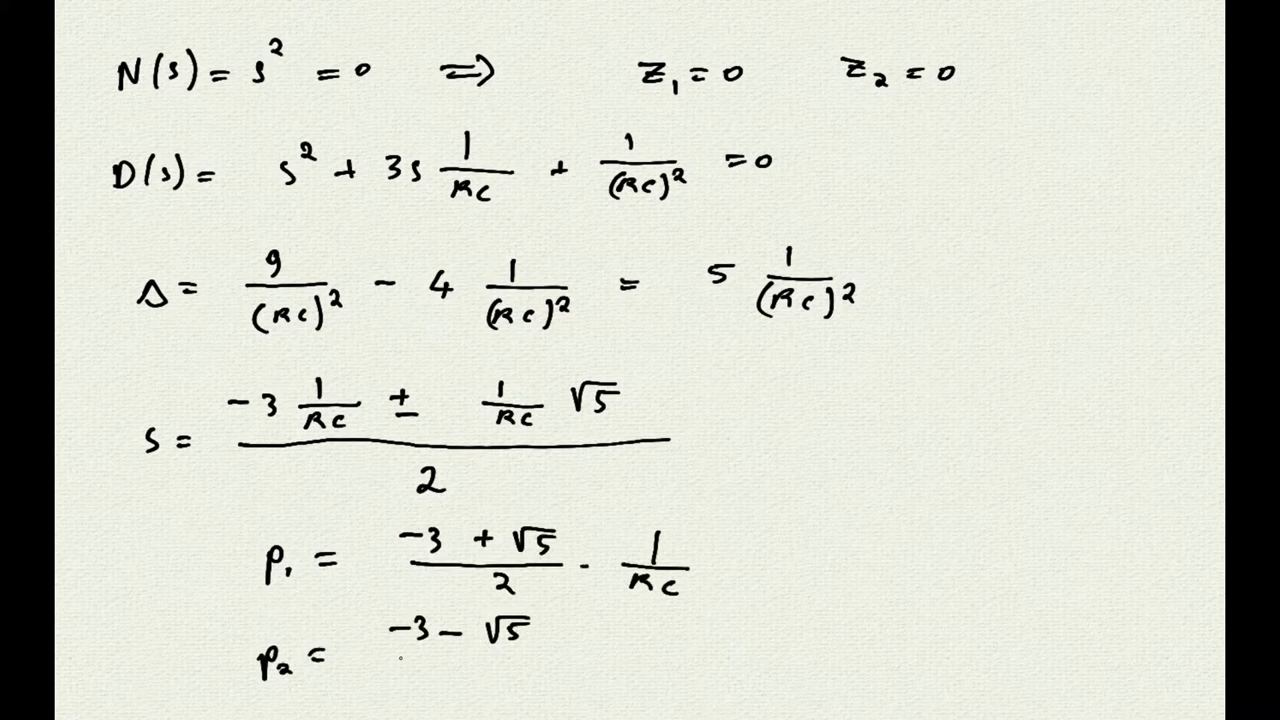 N(s) = s² = 0 ⟹ z₁ = 0 z₂ = 0
D(s) = s² + 3s 1/RC + 1/(RC)² = 0
Δ = 9/(RC)² - 4 1/(RC)² = 5 1/(RC)²
s = (-3 1/RC ± 1/RC √5)/2
p₁ = (-3 + √5)/2 · 1/RC
p₂ = -3 - √5